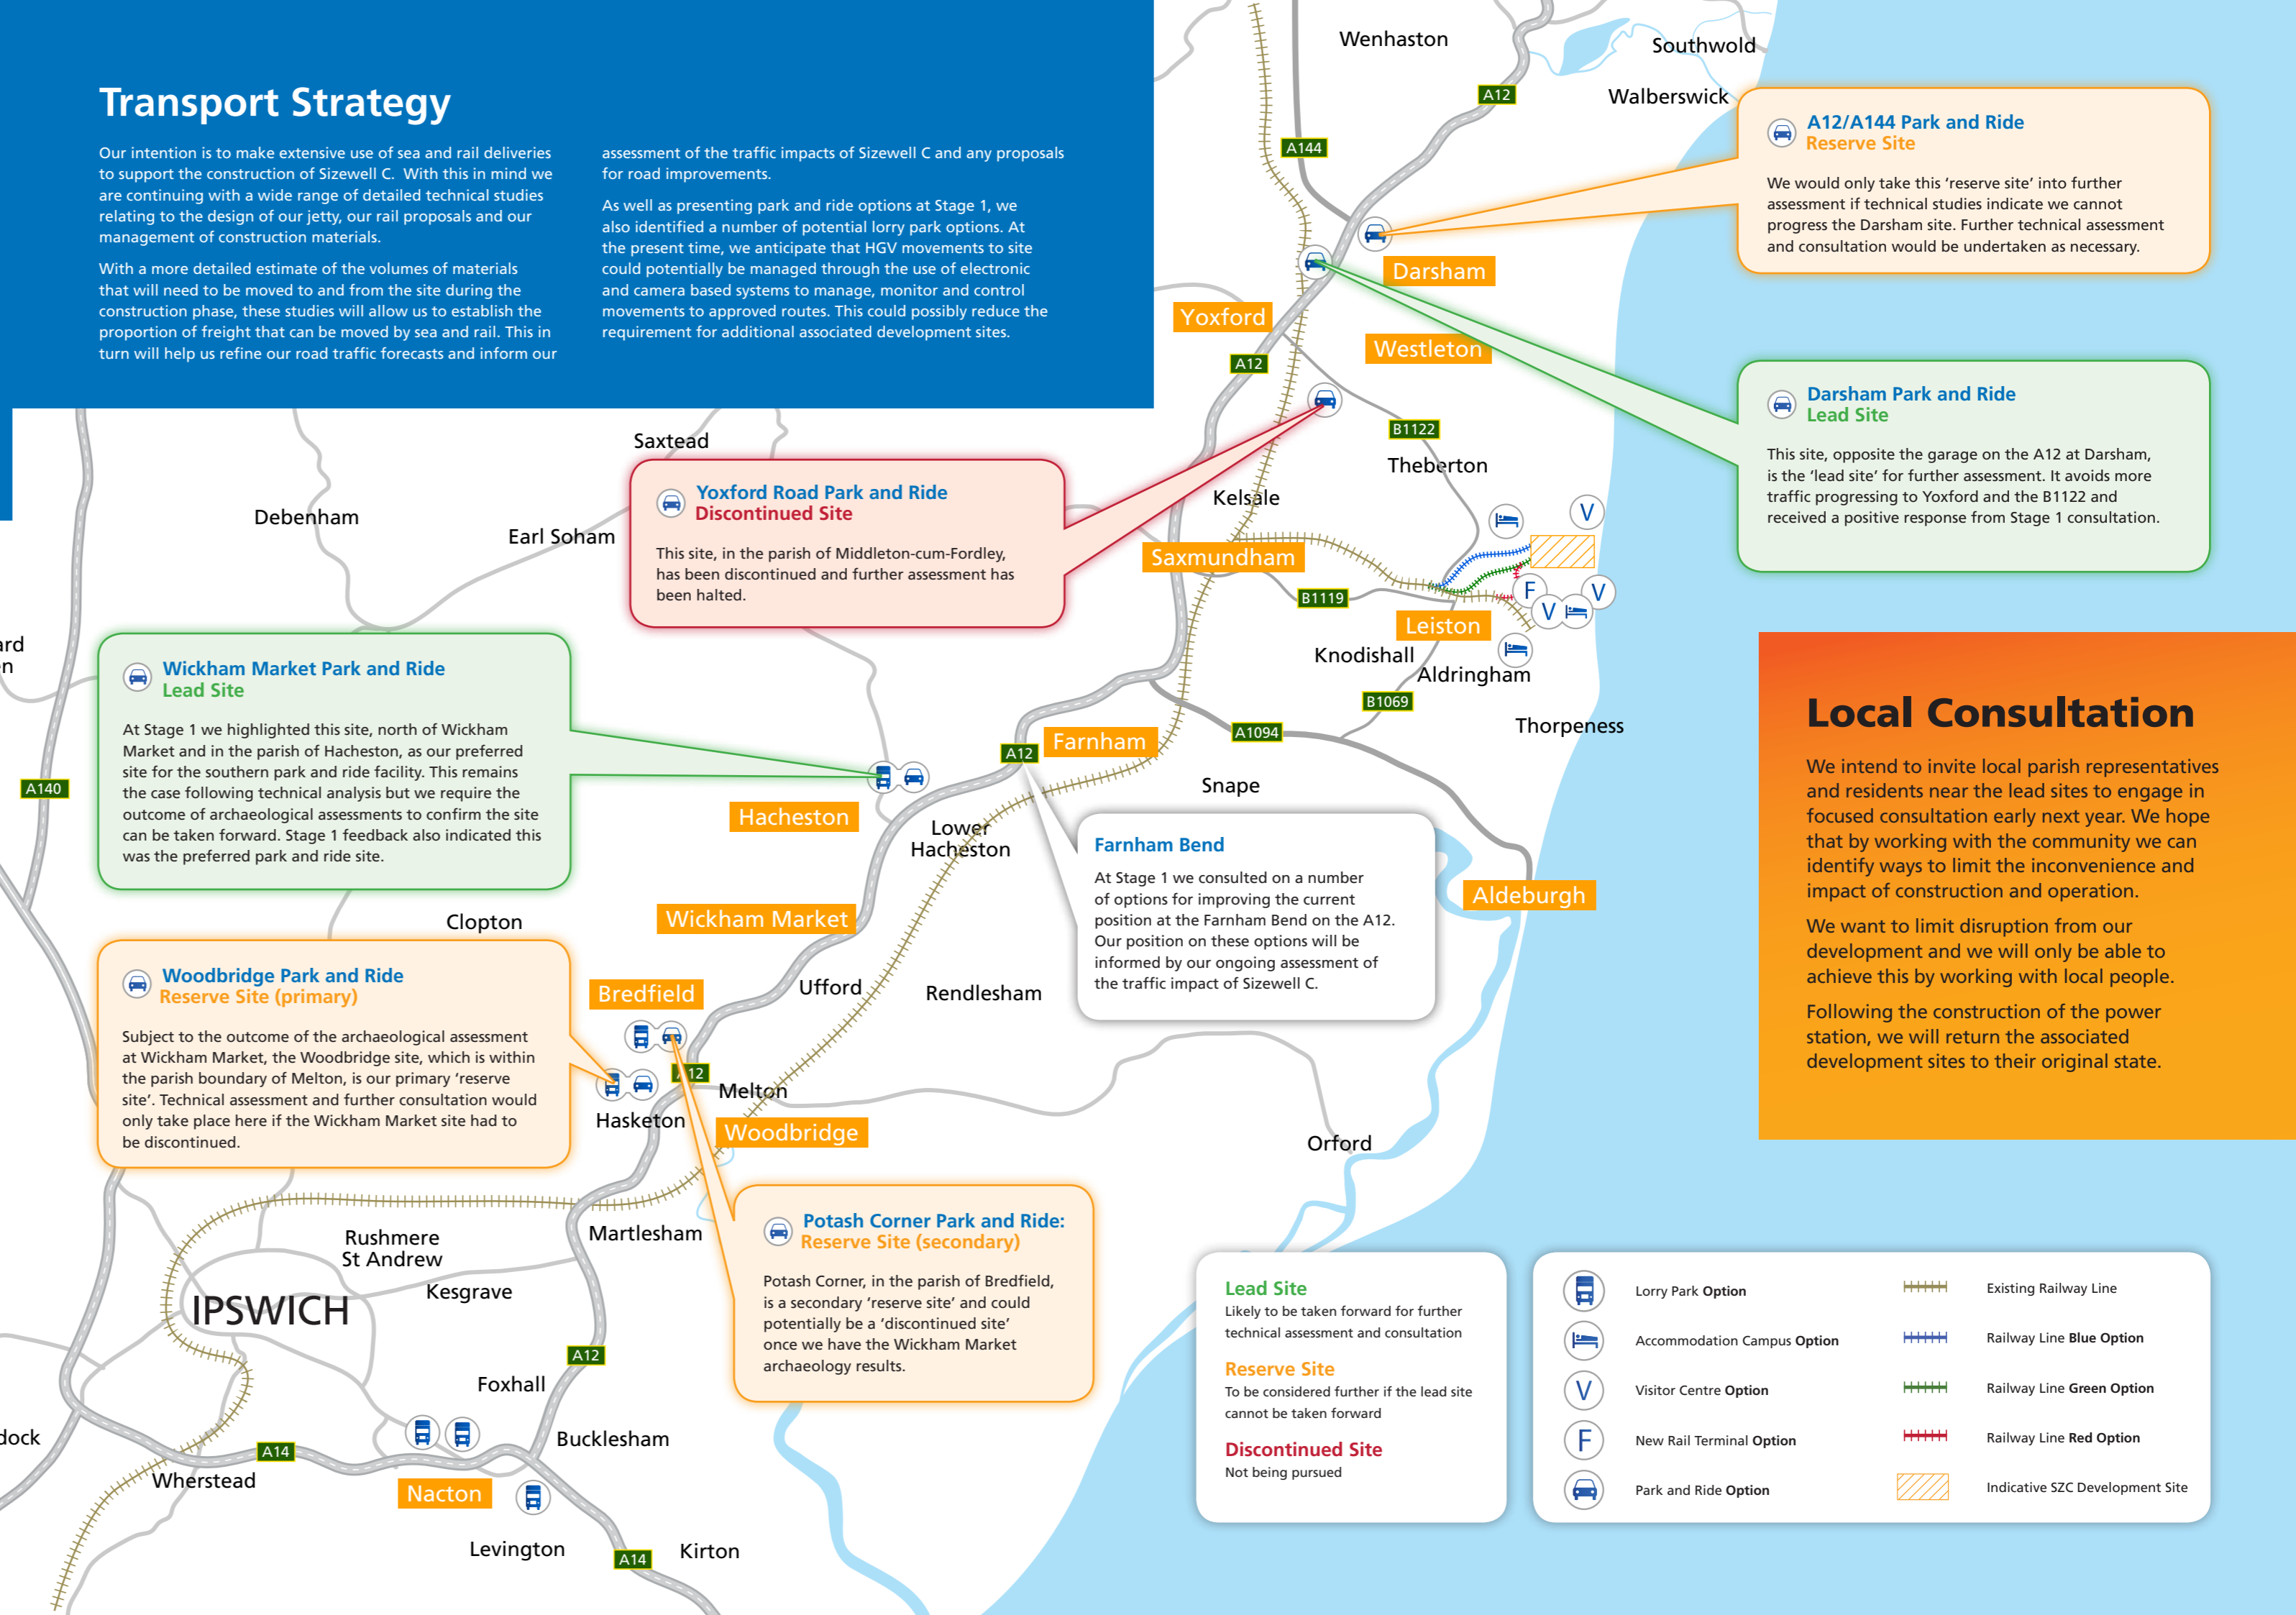 Transport Strategy
Our intention is to make extensive use of sea and rail deliveries
to support the construction of Sizewell C.  With this in mind we
are continuing with a wide range of detailed technical studies
relating to the design of our jetty, our rail proposals and our
management of construction materials.
With a more detailed estimate of the volumes of materials
that will need to be moved to and from the site during the
construction phase, these studies will allow us to establish the
proportion of freight that can be moved by sea and rail. This in
turn will help us refine our road traffic forecasts and inform our
assessment of the traffic impacts of Sizewell C and any proposals
for road improvements.
As well as presenting park and ride options at Stage 1, we
also identified a number of potential lorry park options. At
the present time, we anticipate that HGV movements to site
could potentially be managed through the use of electronic
and camera based systems to manage, monitor and control
movements to approved routes. This could possibly reduce the
requirement for additional associated development sites.
Wenhaston
Southwold
Walberswick
A12
A144
A12/A144 Park and Ride
Reserve Site
We would only take this ‘reserve site’ into further
assessment if technical studies indicate we cannot
progress the Darsham site. Further technical assessment
and consultation would be undertaken as necessary.
Darsham
Yoxford
Westleton
A12
Darsham Park and Ride
Lead Site
This site, opposite the garage on the A12 at Darsham,
is the ‘lead site’ for further assessment. It avoids more
traffic progressing to Yoxford and the B1122 and
received a positive response from Stage 1 consultation.
B1122
Theberton
Kelsale
Saxtead
Debenham
Earl Soham
Yoxford Road Park and Ride
Discontinued Site
This site, in the parish of Middleton-cum-Fordley,
has been discontinued and further assessment has
been halted.
Saxmundham
V
B1119
F
V
V
Leiston
Knodishall
Aldringham
B1069
Thorpeness
A1094
Snape
Farnham
A12
ard
en
A140
Wickham Market Park and Ride
Lead Site
At Stage 1 we highlighted this site, north of Wickham
Market and in the parish of Hacheston, as our preferred
site for the southern park and ride facility. This remains
the case following technical analysis but we require the
outcome of archaeological assessments to confirm the site
can be taken forward. Stage 1 feedback also indicated this
was the preferred park and ride site.
Hacheston
Lower
Hacheston
Farnham Bend
At Stage 1 we consulted on a number
of options for improving the current
position at the Farnham Bend on the A12.
Our position on these options will be
informed by our ongoing assessment of
the traffic impact of Sizewell C.
Aldeburgh
Local Consultation
We intend to invite local parish representatives
and residents near the lead sites to engage in
focused consultation early next year. We hope
that by working with the community we can
identify ways to limit the inconvenience and
impact of construction and operation.
We want to limit disruption from our
development and we will only be able to
achieve this by working with local people.
Following the construction of the power
station, we will return the associated
development sites to their original state.
Clopton
Wickham Market
Ufford
Rendlesham
Bredfield
Woodbridge Park and Ride
Reserve Site (primary)
Subject to the outcome of the archaeological assessment
at Wickham Market, the Woodbridge site, which is within
the parish boundary of Melton, is our primary ‘reserve
site’. Technical assessment and further consultation would
only take place here if the Wickham Market site had to
be discontinued.
A12
Melton
Hasketon
Woodbridge
Orford
Martlesham
Rushmere
St Andrew
Kesgrave
IPSWICH
Potash Corner Park and Ride:
Reserve Site (secondary)
Potash Corner, in the parish of Bredfield,
is a secondary ‘reserve site’ and could
potentially be a ‘discontinued site’
once we have the Wickham Market
archaeology results.
A12
Foxhall
Bucklesham
dock
A14
Wherstead
Nacton
Levington
A14
Kirton
Lead Site
Likely to be taken forward for further
technical assessment and consultation
Reserve Site
To be considered further if the lead site
cannot be taken forward
Discontinued Site
Not being pursued
Lorry Park Option
Accommodation Campus Option
V Visitor Centre Option
F New Rail Terminal Option
Park and Ride Option
Existing Railway Line
Railway Line Blue Option
Railway Line Green Option
Railway Line Red Option
Indicative SZC Development Site